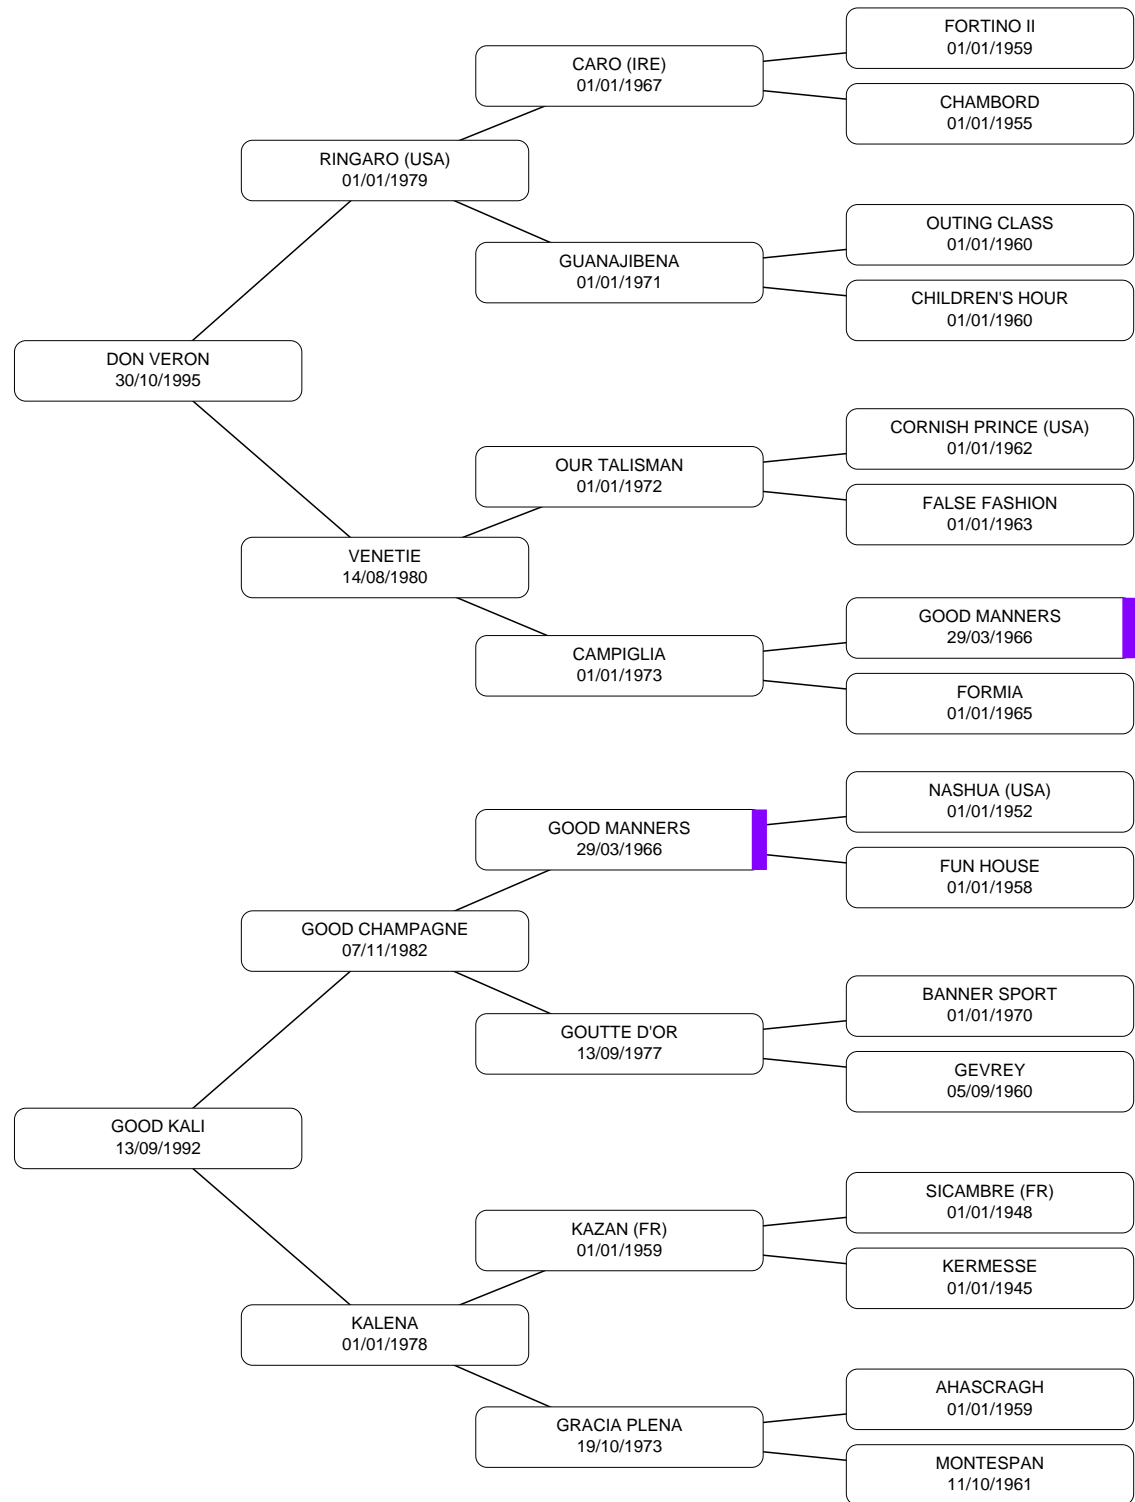 FORTINO II
01/01/1959
CARO (IRE)
01/01/1967
CHAMBORD
01/01/1955
RINGARO (USA)
01/01/1979
OUTING CLASS
01/01/1960
GUANAJIBENA
01/01/1971
CHILDREN'S HOUR
01/01/1960
DON VERON
30/10/1995
CORNISH PRINCE (USA)
01/01/1962
OUR TALISMAN
01/01/1972
FALSE FASHION
01/01/1963
VENETIE
14/08/1980
GOOD MANNERS
29/03/1966
CAMPIGLIA
01/01/1973
FORMIA
01/01/1965
NASHUA (USA)
01/01/1952
GOOD MANNERS
29/03/1966
FUN HOUSE
01/01/1958
GOOD CHAMPAGNE
07/11/1982
BANNER SPORT
01/01/1970
GOUTTE D'OR
13/09/1977
GEVREY
05/09/1960
GOOD KALI
13/09/1992
SICAMBRE (FR)
01/01/1948
KAZAN (FR)
01/01/1959
KERMESSE
01/01/1945
KALENA
01/01/1978
AHASCRAGH
01/01/1959
GRACIA PLENA
19/10/1973
MONTESPAN
11/10/1961